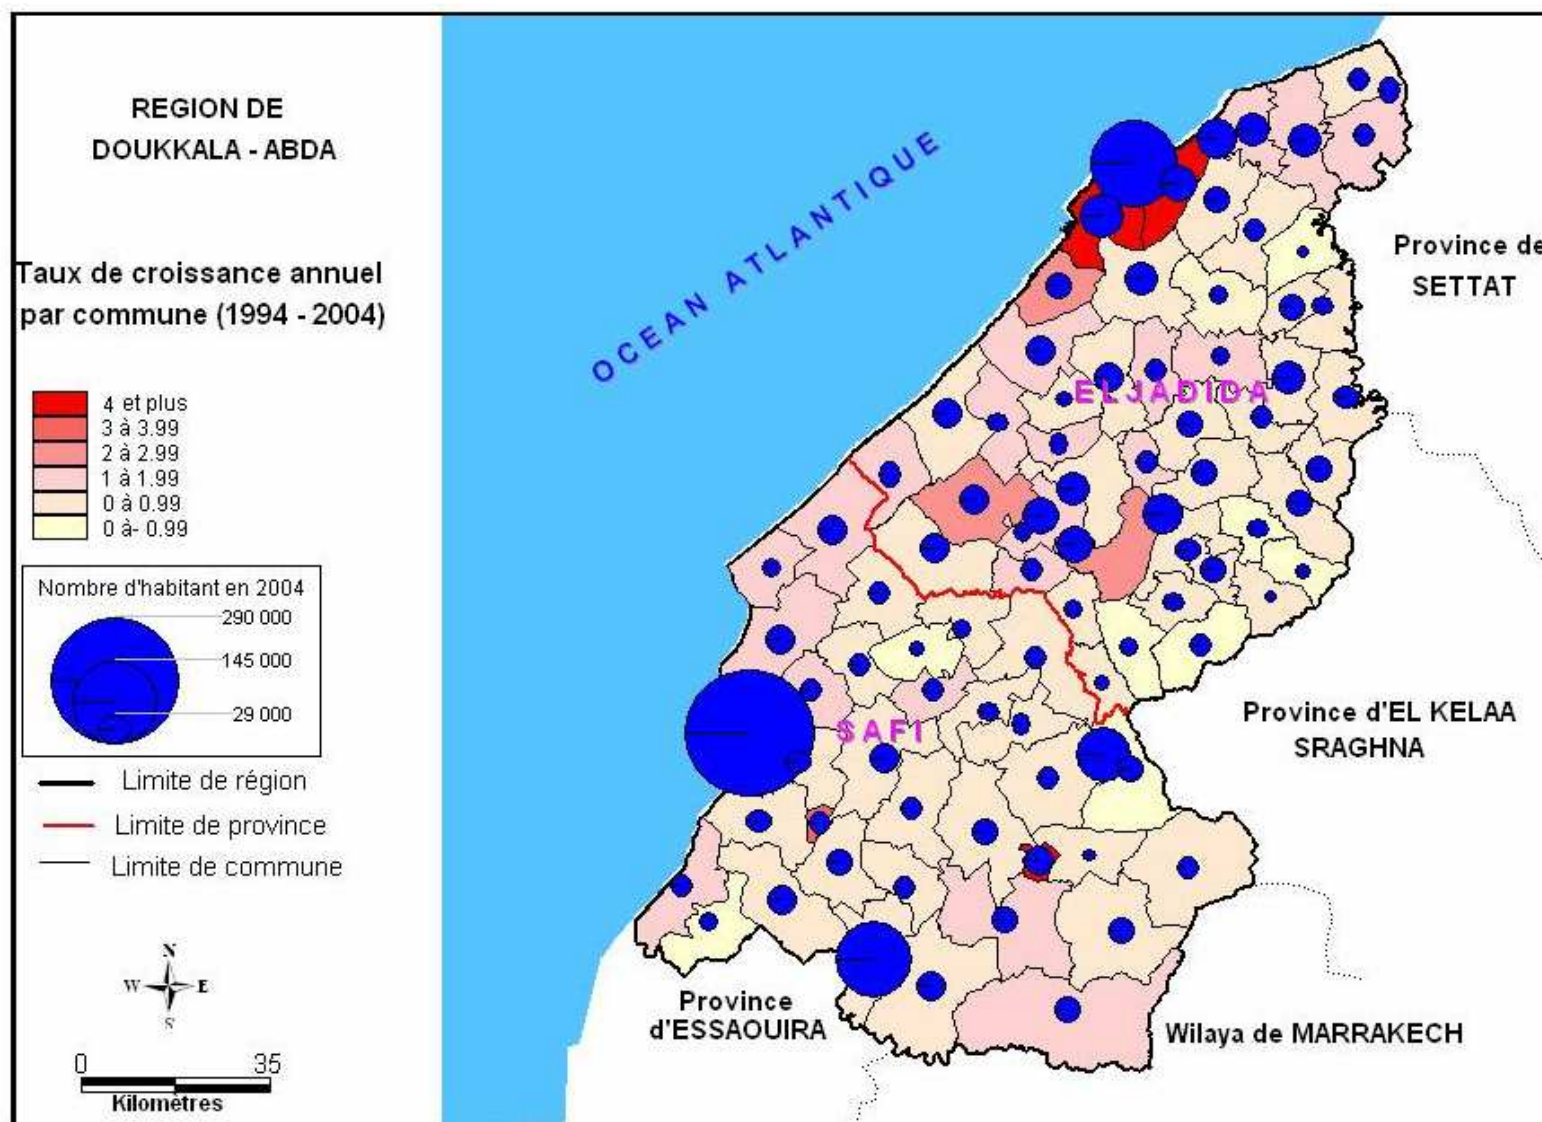 REGION DE
DOUKKALA - ABDA
Taux de croissance annuel
par commune (1994 - 2004)
4 et plus
3 à 3.99
2 à 2.99
1 à 1.99
0 à 0.99
0 à- 0.99
Nombre d'habitant en 2004
290 000
145 000
29 000
Limite de région
Limite de province
Limite de commune
N
W E
S
0 35
Kilomètres
OCEAN ATLANTIQUE
EL JADIDA
SAFI
Province de
SETTAT
Province d'EL KELAA
SRAGHNA
Province
d'ESSAOUIRA
Wilaya de MARRAKECH